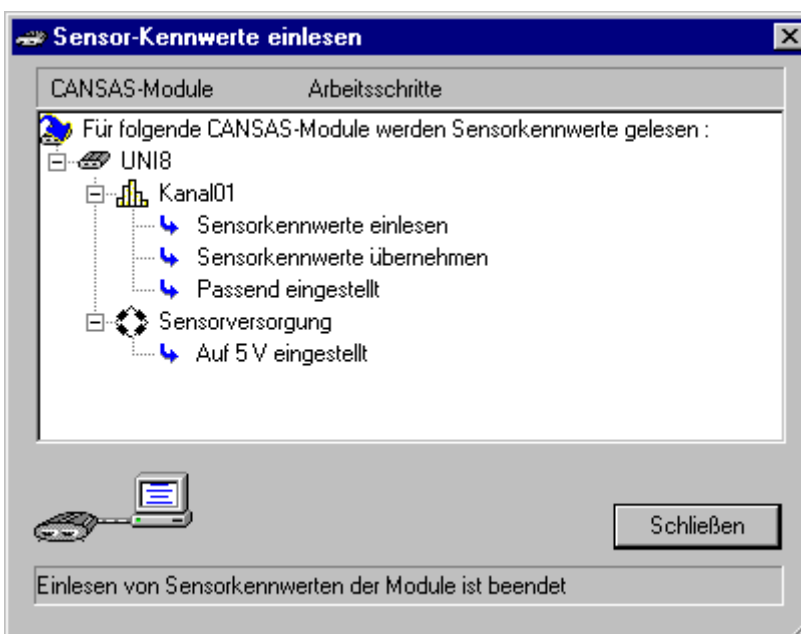 Sensor-Kennwerte einlesen
CANSAS-Module Arbeitsschritte
Für folgende CANSAS-Module werden Sensorkennwerte gelesen :
UNI8
Kanal01
Sensorkennwerte einlesen
Sensorkennwerte übernehmen
Passend eingestellt
Sensorversorgung
Auf 5 V eingestellt
Schließen
Einlesen von Sensorkennwerten der Module ist beendet